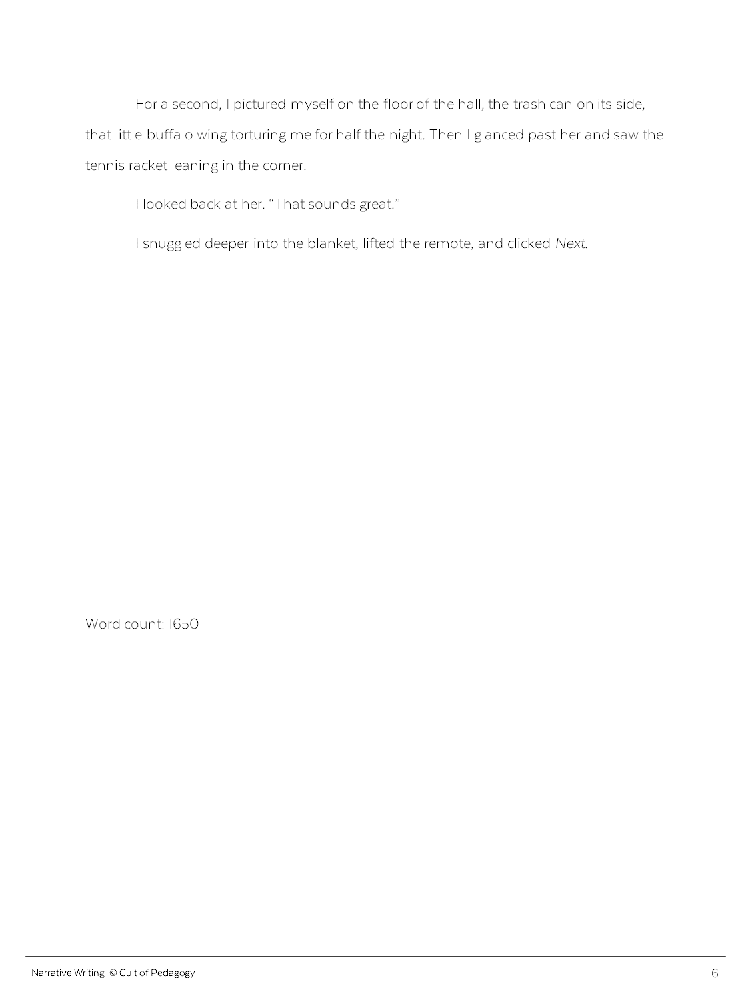 For a second, I pictured myself on the floor of the hall, the trash can on its side,
that little buffalo wing torturing me for half the night. Then I glanced past her and saw the
tennis racket leaning in the corner.
I looked back at her. “That sounds great.”
I snuggled deeper into the blanket, lifted the remote, and clicked Next.
Word count: 1650
Narrative Writing © Cult of Pedagogy
6